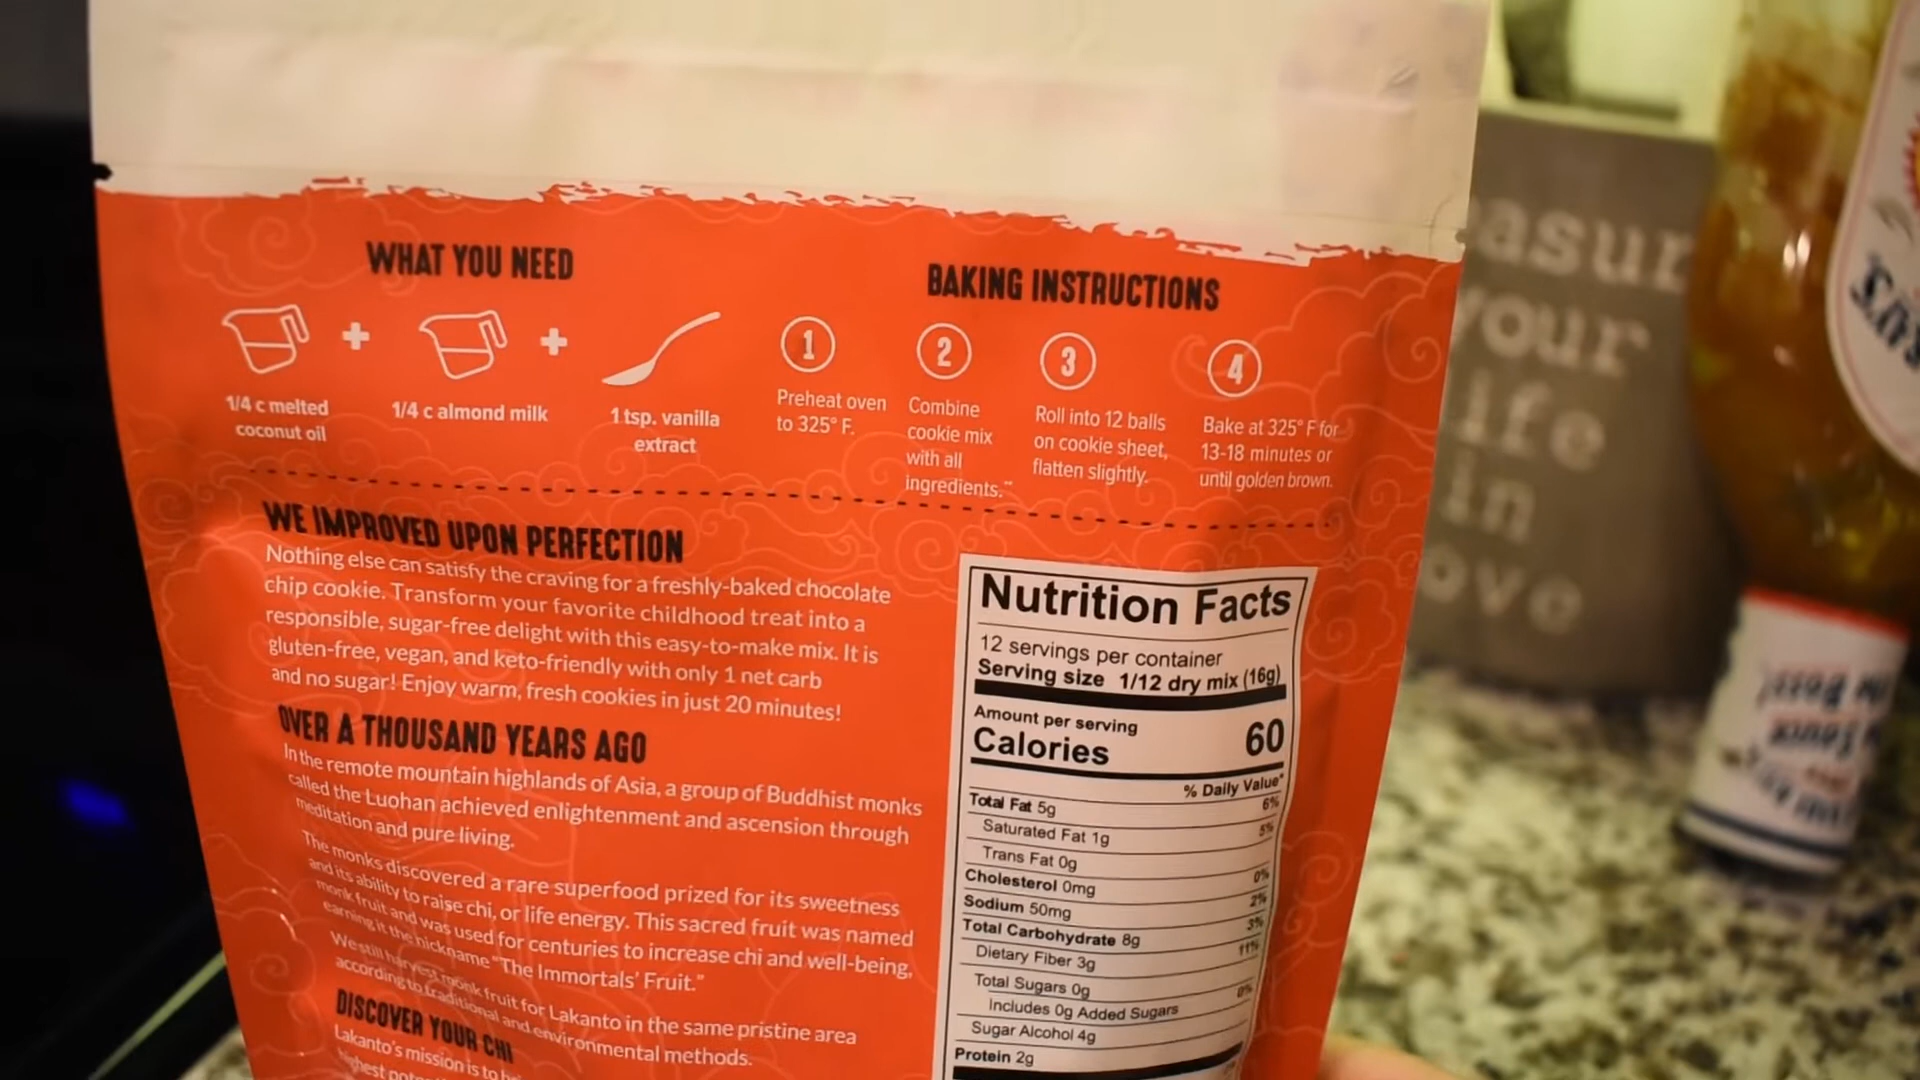 WHAT YOU NEED
+
+
1/4 c melted
coconut oil
1/4 c almond milk
1 tsp. vanilla
extract
BAKING INSTRUCTIONS
1
Preheat oven
to 325° F.
2
Combine
cookie mix
with all
ingredients.
3
Roll into 12 balls
on cookie sheet,
flatten slightly.
4
Bake at 325° F for
13-18 minutes or
until golden brown.
WE IMPROVED UPON PERFECTION
Nothing else can satisfy the craving for a freshly-baked chocolate
chip cookie. Transform your favorite childhood treat into a
responsible, sugar-free delight with this easy-to-make mix. It is
gluten-free, vegan, and keto-friendly with only 1 net carb
and no sugar! Enjoy warm, fresh cookies in just 20 minutes!
OVER A THOUSAND YEARS AGO
In the remote mountain highlands of Asia, a group of Buddhist monks
called the Luohan achieved enlightenment and ascension through
meditation and pure living.
The monks discovered a rare superfood prized for its sweetness
and its ability to raise chi, or life energy. This sacred fruit was named
monk fruit and was used for centuries to increase chi and well-being,
earning it the nickname "The Immortals' Fruit."
We still harvest monk fruit for Lakanto in the same pristine area
according to traditional and environmental methods.
DISCOVER YOUR CHI
Lakanto's mission is to
Nutrition Facts
12 servings per container
Serving size 1/12 dry mix (16g)
Amount per serving
Calories 60
% Daily Value*
Total Fat 5g 6%
Saturated Fat 1g 5%
Trans Fat 0g
Cholesterol 0mg 0%
Sodium 50mg 2%
Total Carbohydrate 8g 3%
Dietary Fiber 3g 11%
Total Sugars 0g
Includes 0g Added Sugars 0%
Sugar Alcohol 4g
Protein 2g
asur
your
life
in
ove